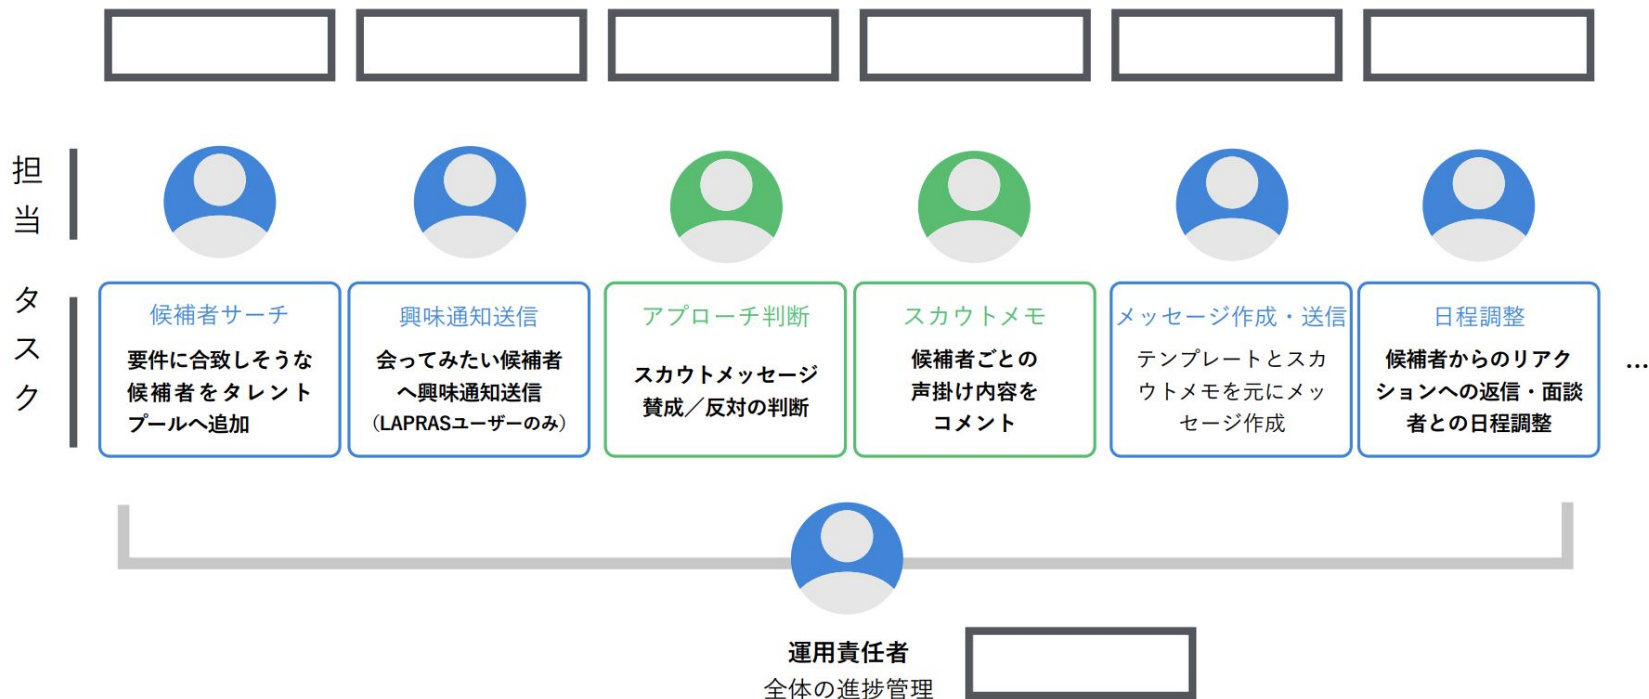 担当
タスク
候補者サーチ
要件に合致しそうな
候補者をタレント
プールへ追加
興味通知送信
会ってみたい候補者
へ興味通知送信
（LAPRASユーザーのみ）
アプローチ判断
スカウトメッセージ
賛成／反対の判断
スカウトメモ
候補者ごとの
声掛け内容を
コメント
メッセージ作成・送信
テンプレートとスカ
ウトメモを元にメッ
セージ作成
日程調整
候補者からのリアク
ションへの返信・面談
者との日程調整
…
運用責任者
全体の進捗管理